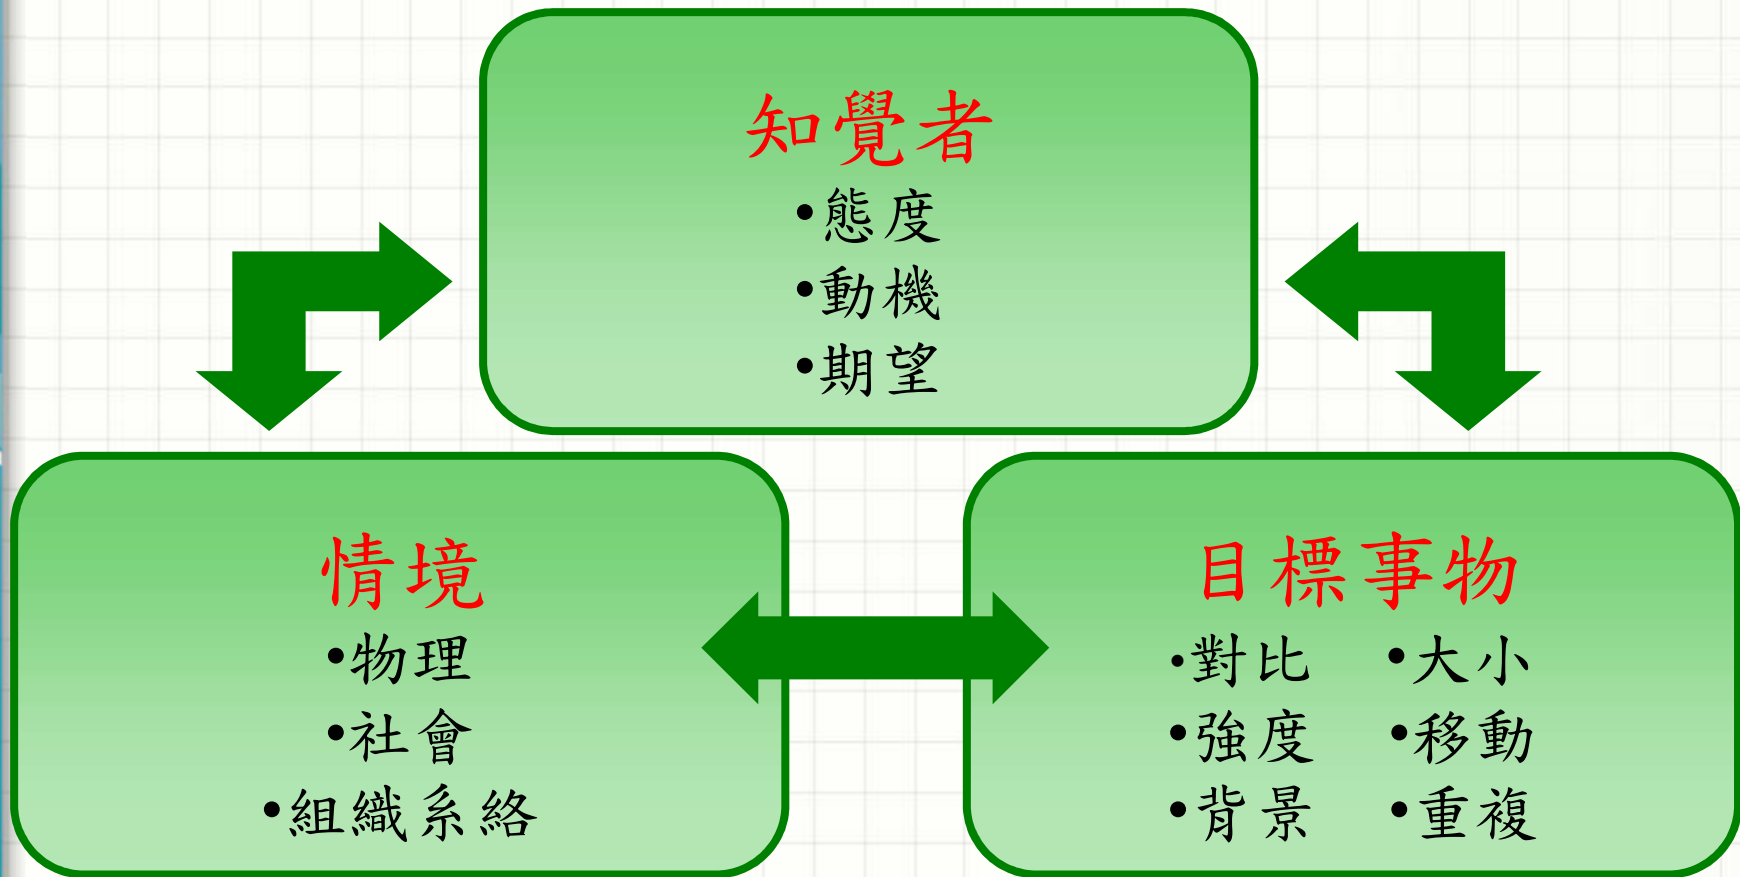 知覺者
•態度
•動機
•期望
情境
•物理
•社會
•組織系絡
目標事物
•對比 •大小
•強度 •移動
•背景 •重複